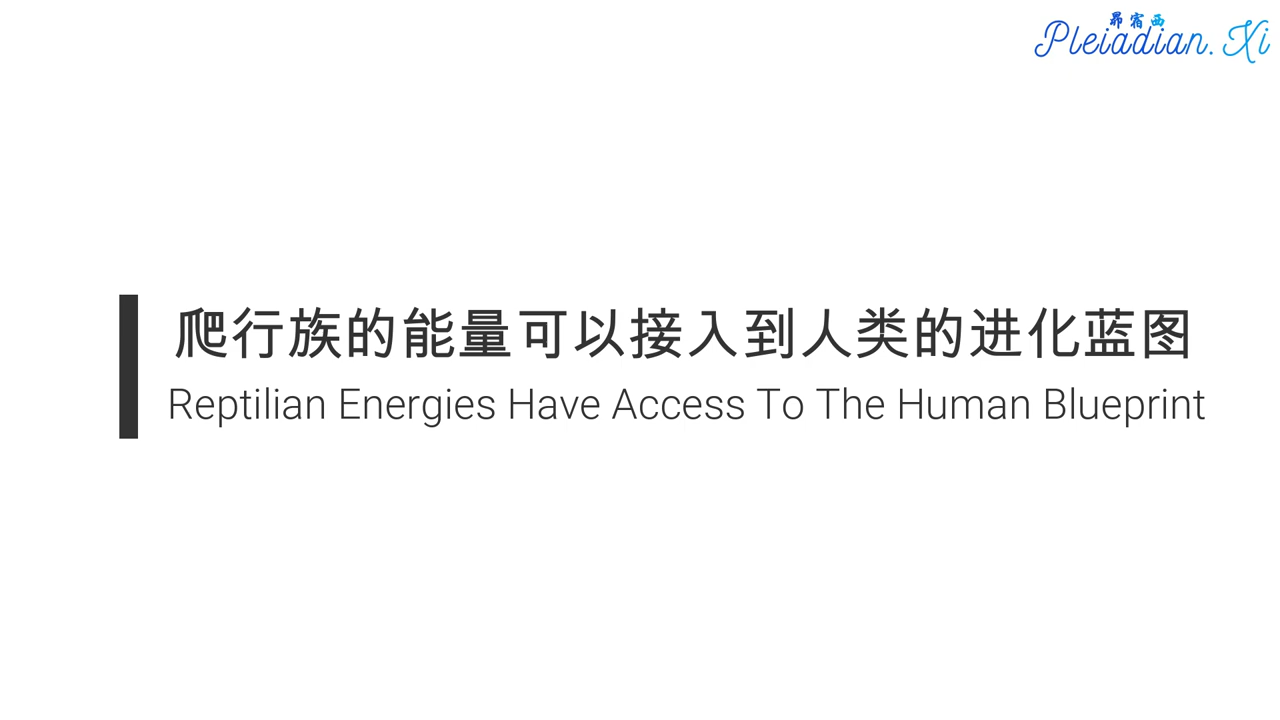 昴宿西
Pleiadian.Xi
爬行族的能量可以接入到人类的进化蓝图
Reptilian Energies Have Access To The Human Blueprint